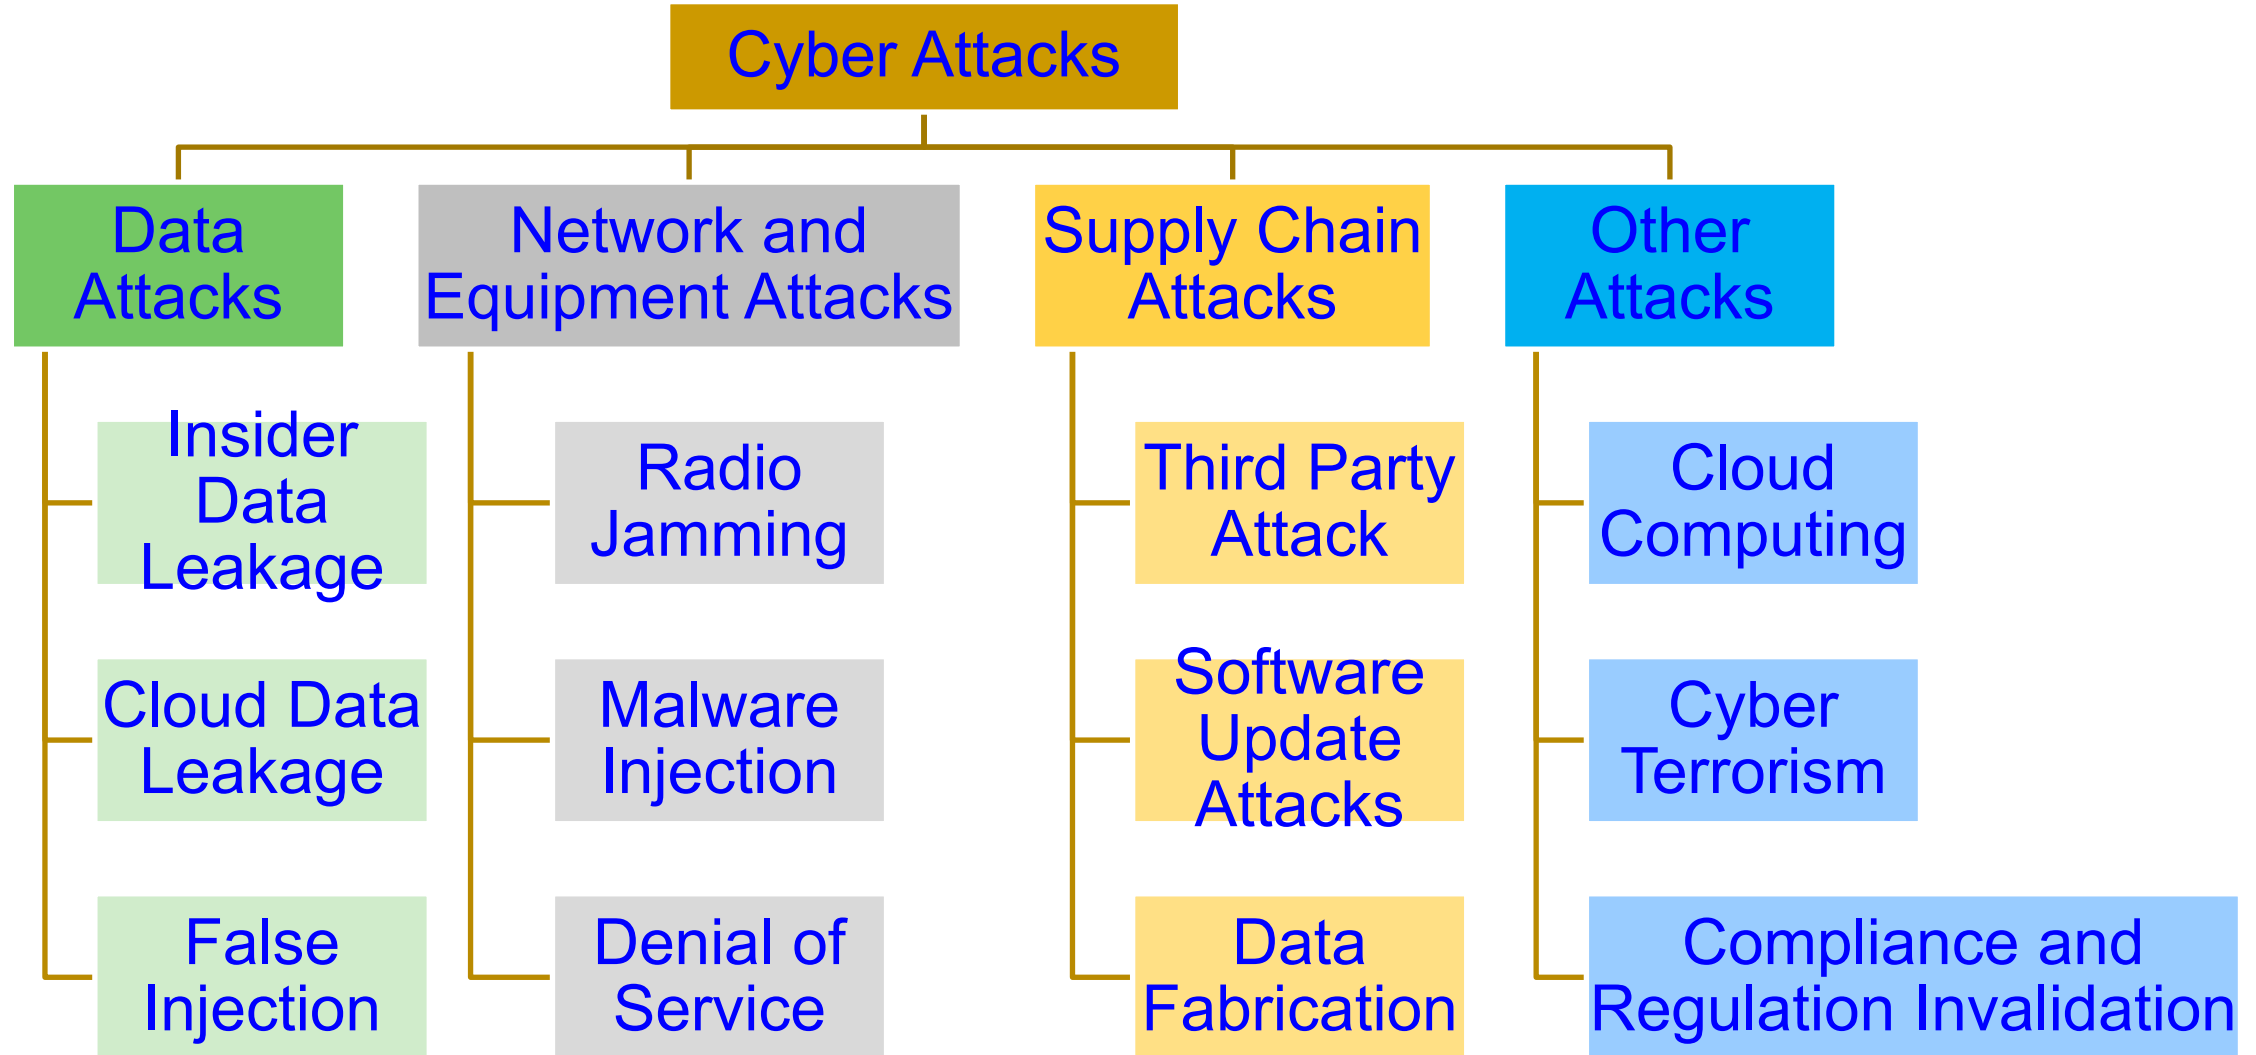 Cyber Attacks
Data
Attacks
Network and
Equipment Attacks
Supply Chain
Attacks
Other
Attacks
Insider
Data
Leakage
Cloud Data
Leakage
False
Injection
Radio
Jamming
Malware
Injection
Denial of
Service
Third Party
Attack
Software
Update
Attacks
Data
Fabrication
Cloud
Computing
Cyber
Terrorism
Compliance and
Regulation Invalidation